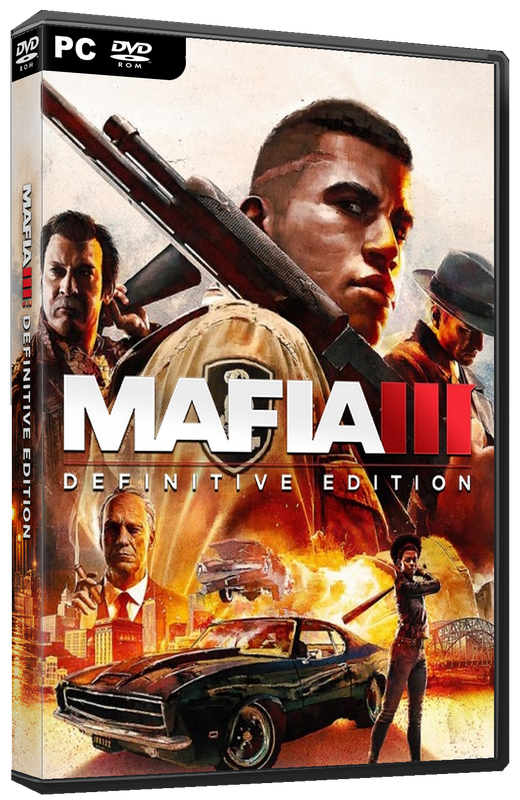 DVD
ROM
PC DVD
ROM
MAFIA III: DEFINITIVE EDITION
MAFIA III
DEFINITIVE EDITION